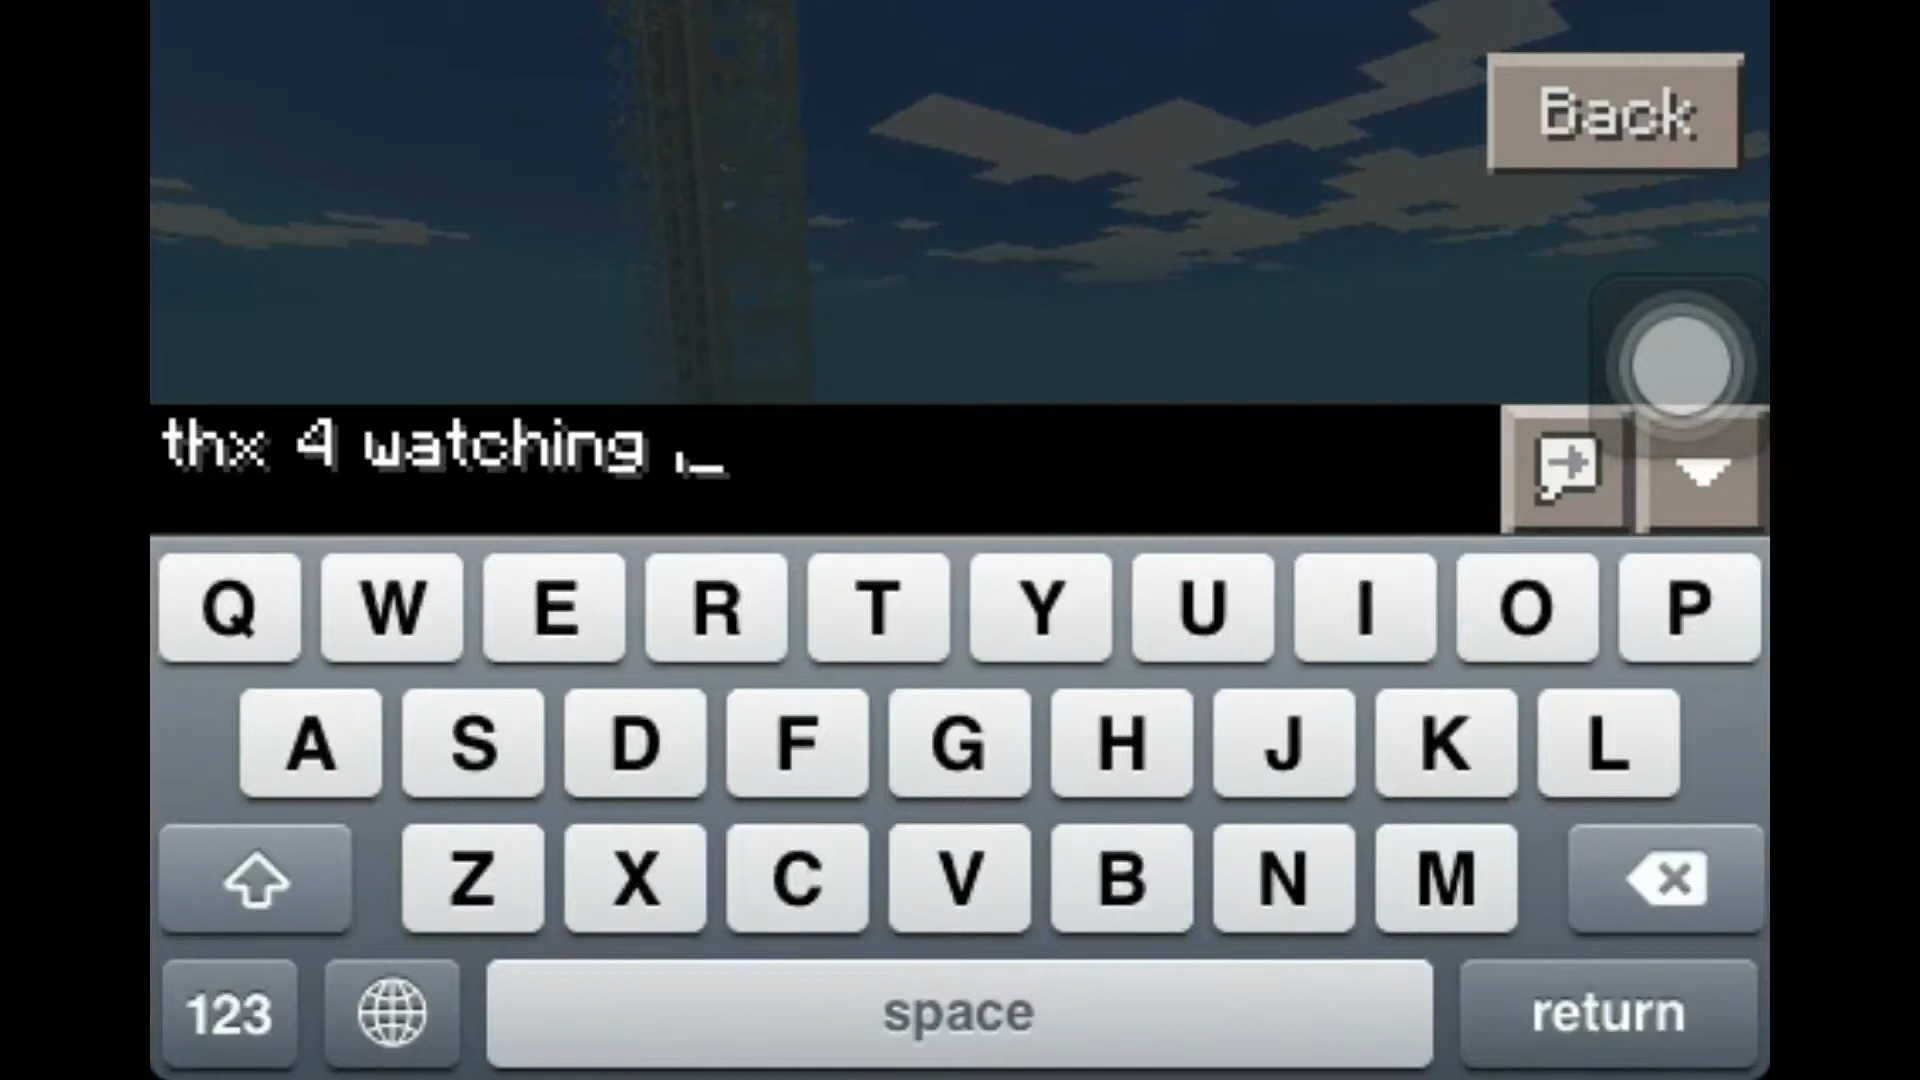 Back
thx 4 watching ,_
Q W E R T Y U I O P
A S D F G H J K L
Z X C V B N M
123 space return